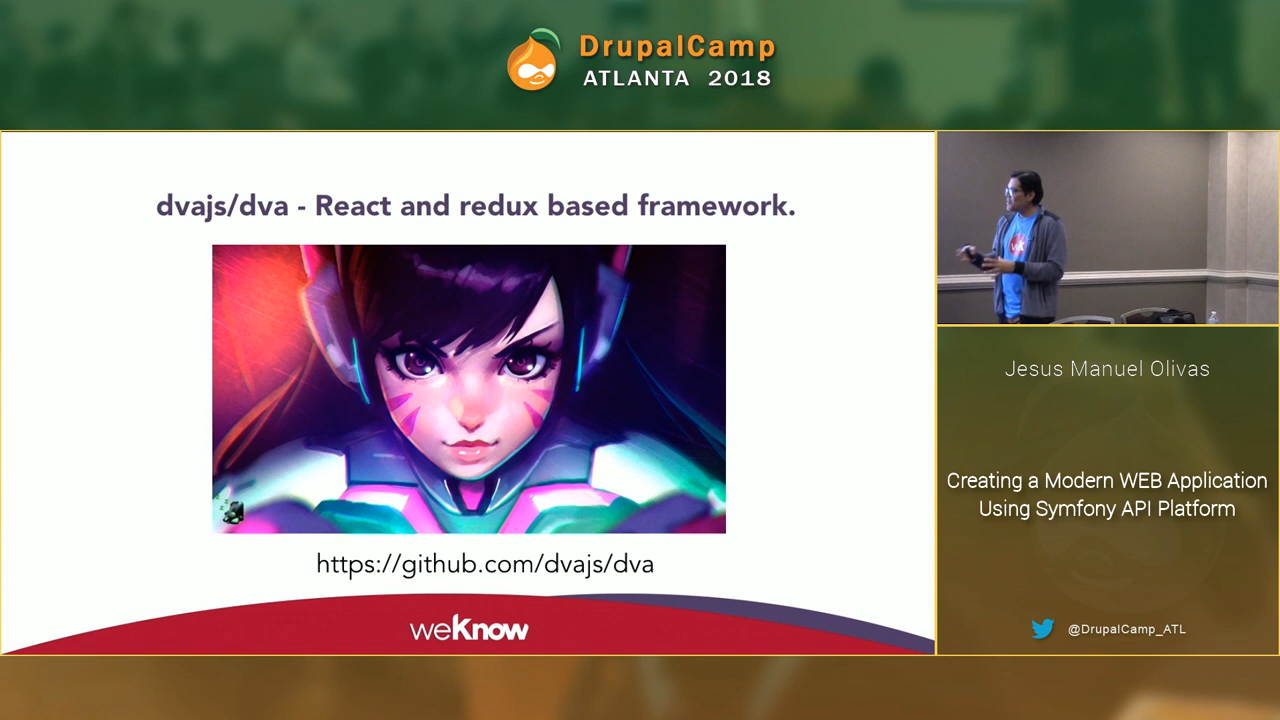 DrupalCamp
ATLANTA 2018
dvajs/dva - React and redux based framework.
https://github.com/dvajs/dva
weKnow
Jesus Manuel Olivas
Creating a Modern WEB Application
Using Symfony API Platform
@DrupalCamp_ATL